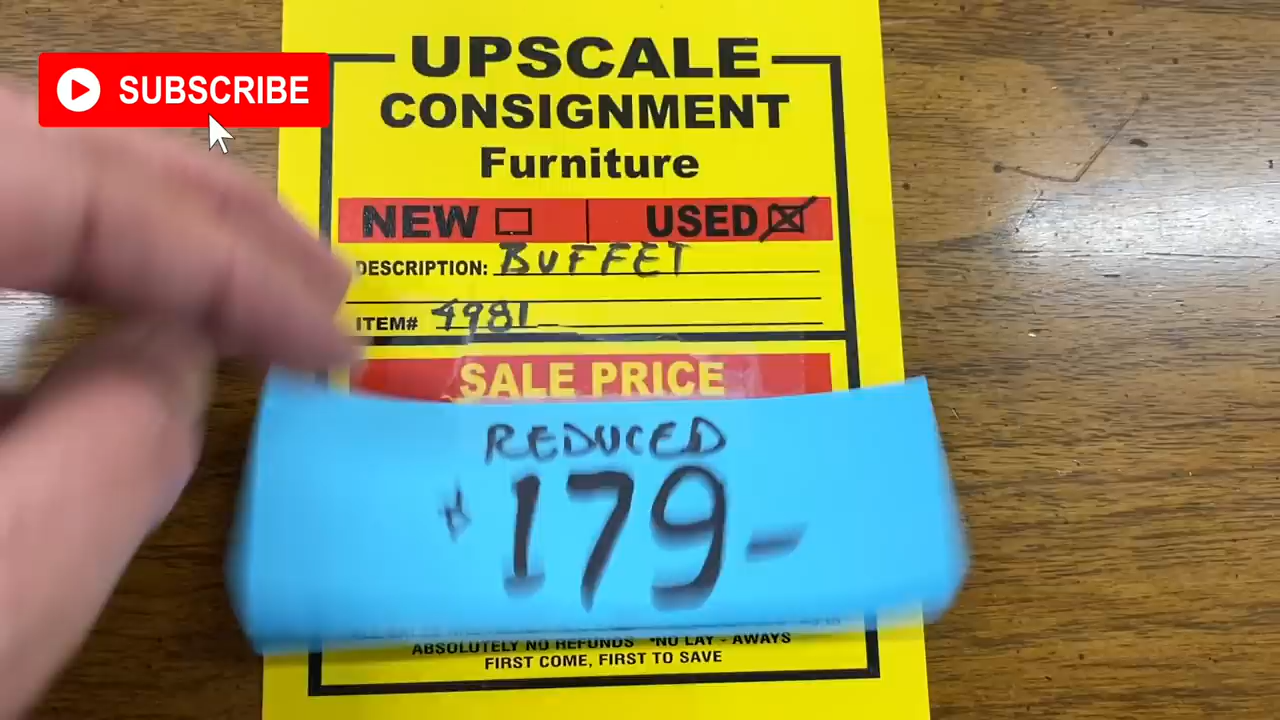 SUBSCRIBE
UPSCALE
CONSIGNMENT
Furniture
NEW USED
DESCRIPTION: BUFFET
ITEM# 4981
SALE PRICE
REDUCED
$179-
ABSOLUTELY NO REFUNDS *NO LAY - AWAYS
FIRST COME, FIRST TO SAVE